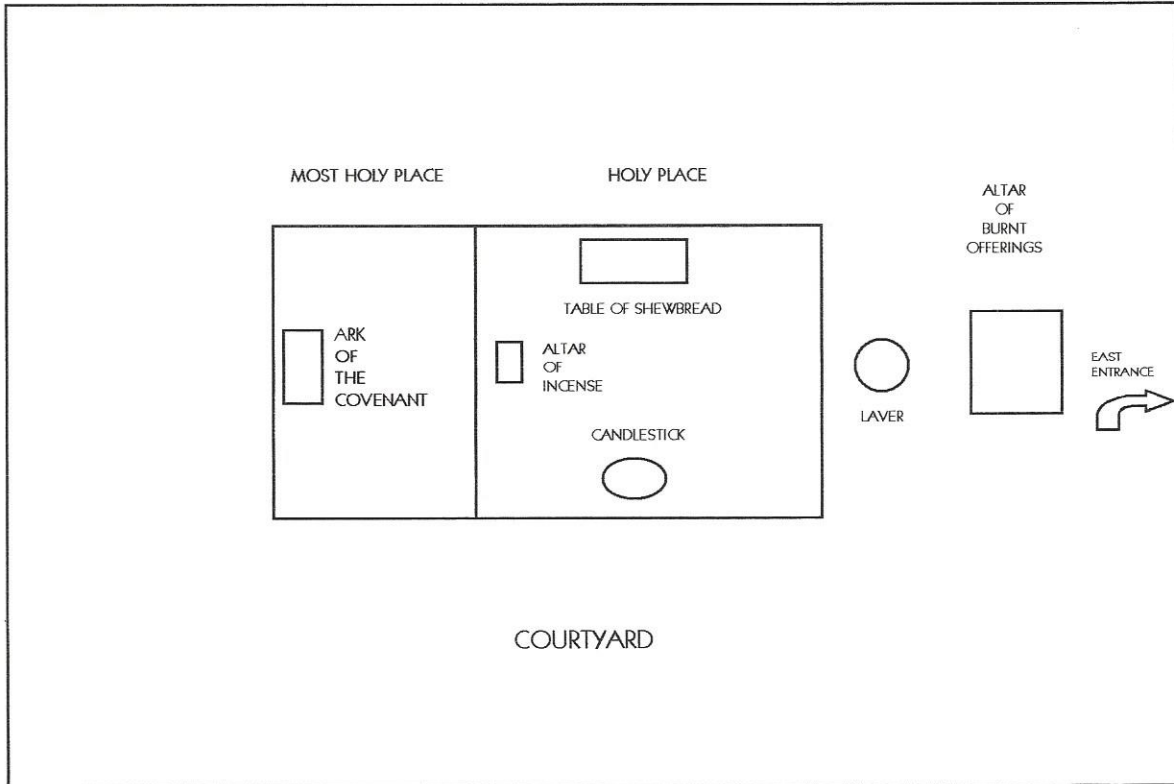 MOST HOLY PLACE
HOLY PLACE
ALTAR
OF
BURNT
OFFERINGS
TABLE OF SHEWBREAD
ARK
OF
THE
COVENANT
ALTAR
OF
INCENSE
EAST
ENTRANCE
LAVER
CANDLESTICK
COURTYARD